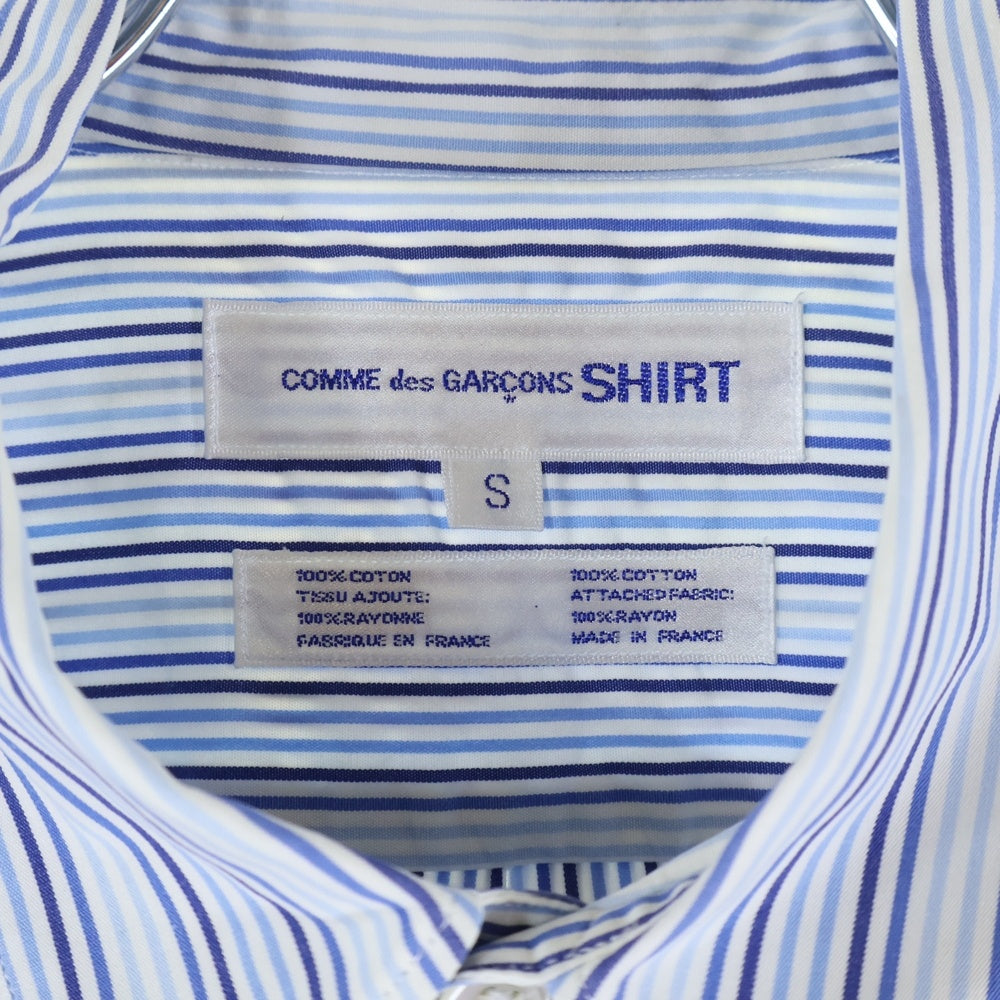 COMME des GARÇONS SHIRT
S
100% COTON
TISSU AJOUTE:
100% RAYONNE
FABRIQUE EN FRANCE
100% COTTON
ATTACHED FABRIC:
100% RAYON
MADE IN FRANCE